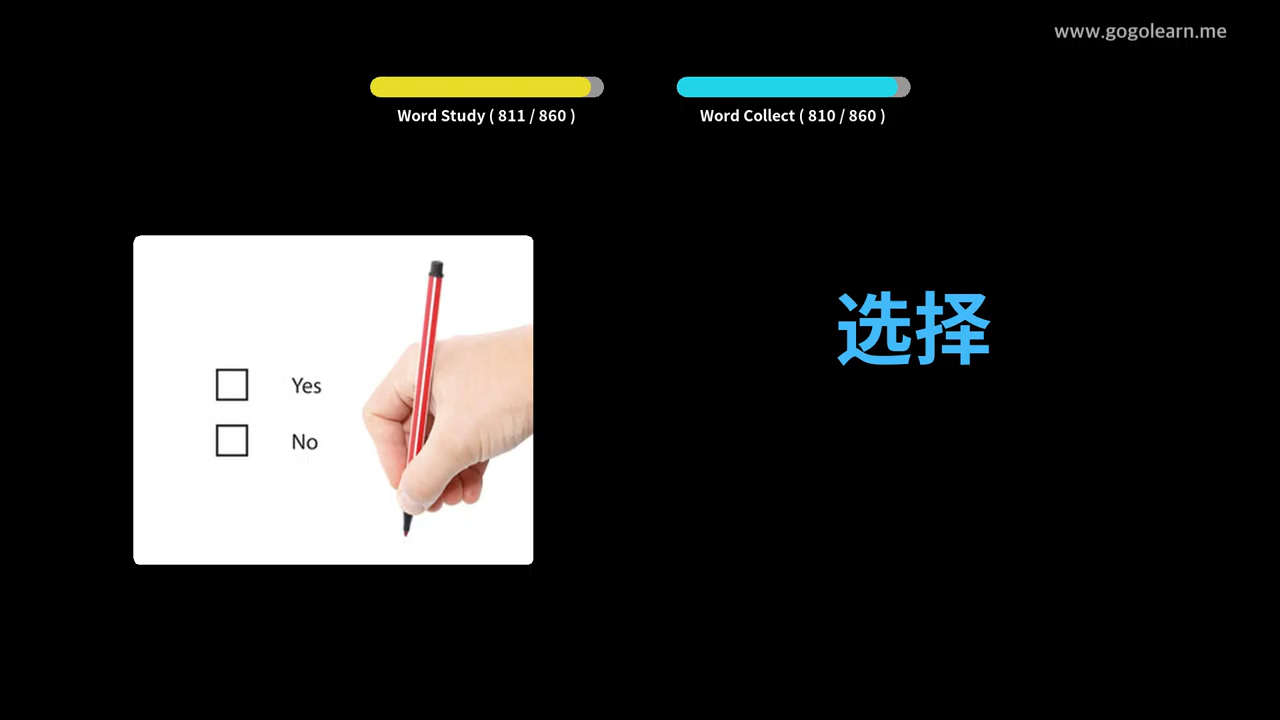 www.gogolearn.me
Word Study ( 811 / 860 )
Word Collect ( 810 / 860 )
选择
Yes
No